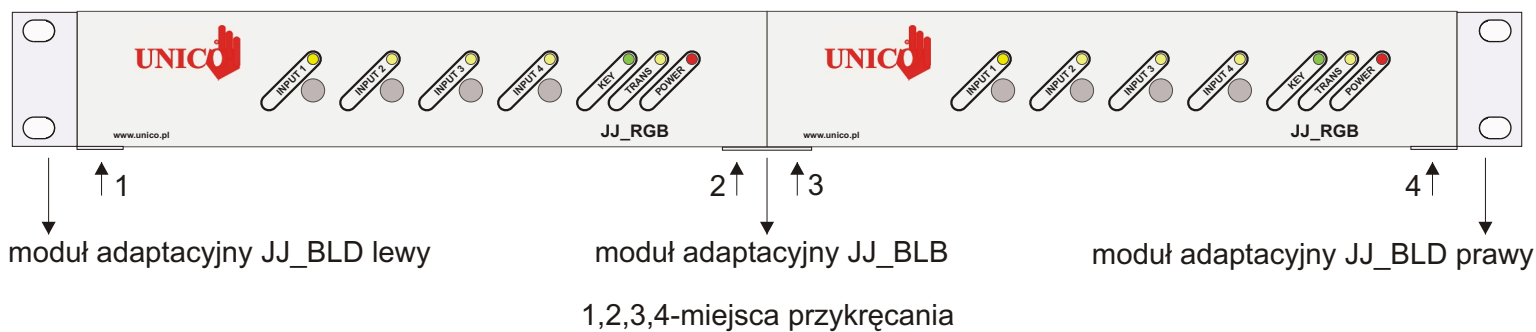 UNICO
INPUT 1 INPUT 2 INPUT 3 INPUT 4 KEY TRANS POWER
www.unico.pl JJ_RGB
UNICO
INPUT 1 INPUT 2 INPUT 3 INPUT 4 KEY TRANS POWER
www.unico.pl JJ_RGB
1 2 3 4
moduł adaptacyjny JJ_BLD lewy
moduł adaptacyjny JJ_BLB
moduł adaptacyjny JJ_BLD prawy
1,2,3,4-miejsca przykręcania